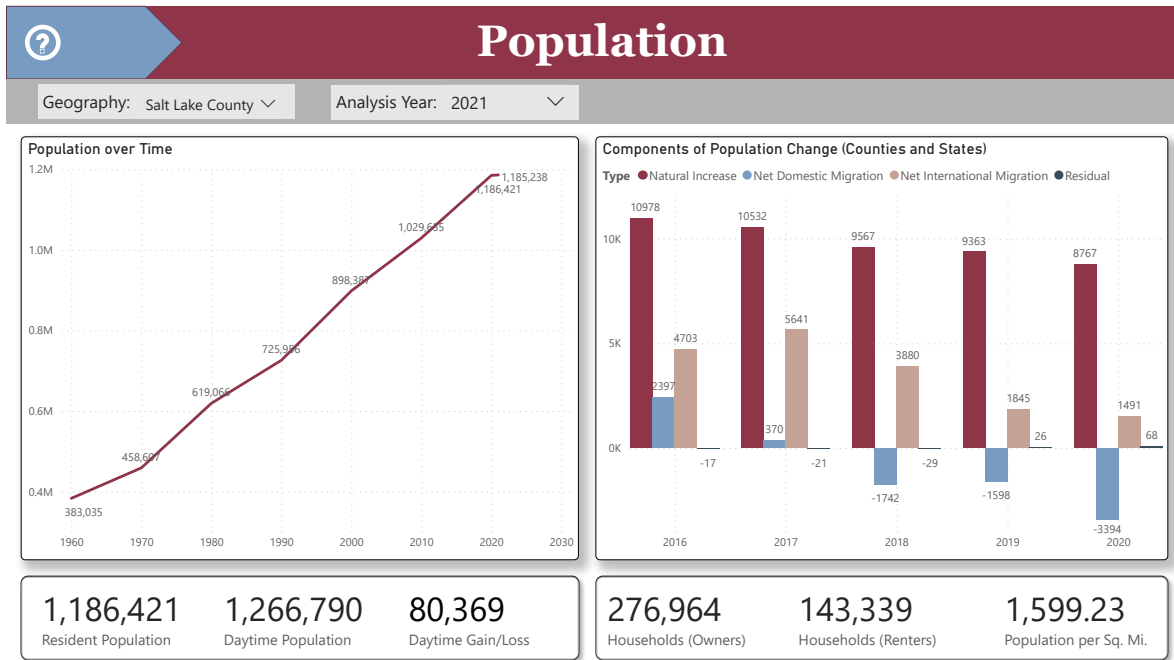 ?
Population
Geography: Salt Lake County
Analysis Year: 2021
Population over Time
1.2M
1.0M
0.8M
0.6M
0.4M
383,035
458,607
619,066
725,956
898,387
1,029,655
1,185,238
1,186,421
1960 1970 1980 1990 2000 2010 2020 2030
Components of Population Change (Counties and States)
Type Natural Increase Net Domestic Migration Net International Migration Residual
10K
5K
0K
10978 2397 4703 -17
10532 370 5641 -21
9567 -1742 3880 -29
9363 -1598 1845 26
8767 -3394 1491 68
2016 2017 2018 2019 2020
1,186,421 1,266,790 80,369
Resident Population Daytime Population Daytime Gain/Loss
276,964 143,339 1,599.23
Households (Owners) Households (Renters) Population per Sq. Mi.